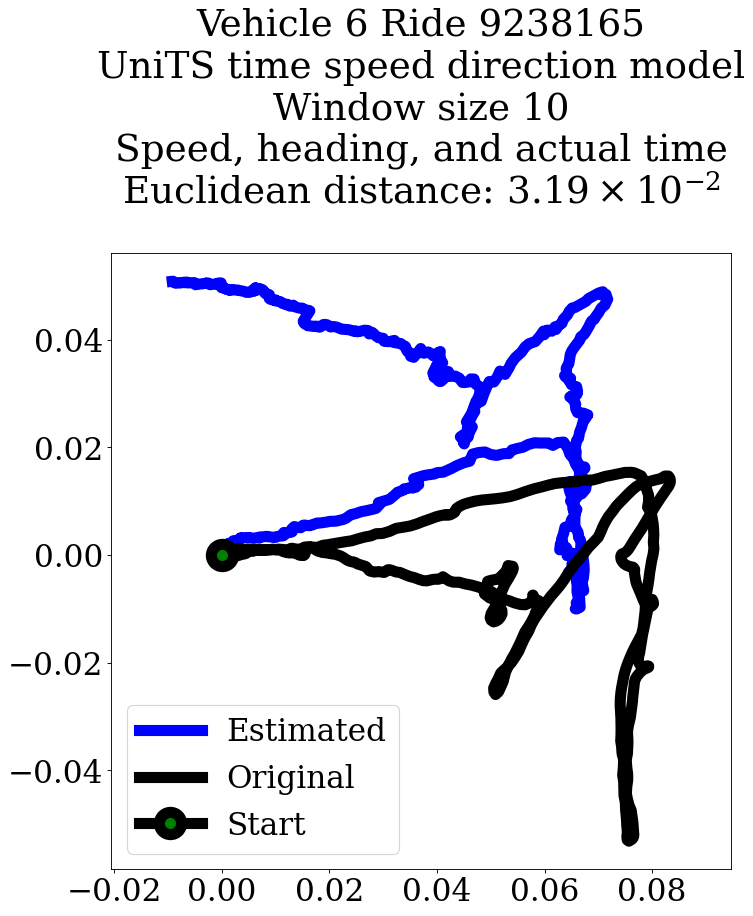 Vehicle 6 Ride 9238165
UniTS time speed direction model
Window size 10
Speed, heading, and actual time
Euclidean distance: 3.19 × 10⁻²
0.04
0.02
0.00
−0.02
−0.04
Estimated
Original
Start
−0.02 0.00 0.02 0.04 0.06 0.08